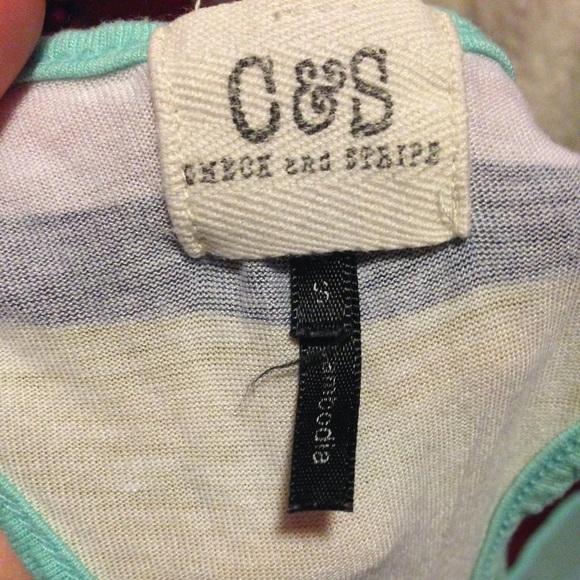 C&S
CHECK and STRIPE
S
Cambodia